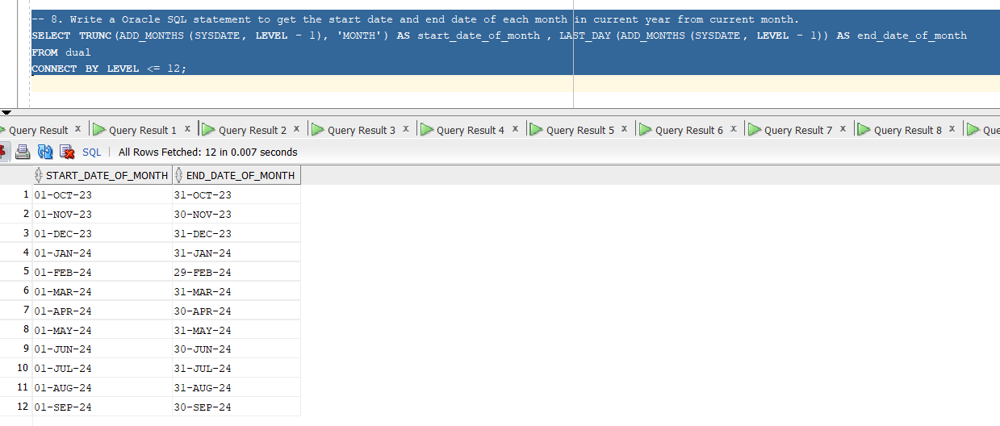 -- 8. Write a Oracle SQL statement to get the start date and end date of each month in current year from current month.
SELECT TRUNC(ADD_MONTHS(SYSDATE, LEVEL - 1), 'MONTH') AS start_date_of_month , LAST_DAY(ADD_MONTHS(SYSDATE, LEVEL - 1)) AS end_date_of_month
FROM dual
CONNECT BY LEVEL <= 12;
Query Result x Query Result 1 x Query Result 2 x Query Result 3 x Query Result 4 x Query Result 5 x Query Result 6 x Query Result 7 x Query Result 8 x Que
SQL | All Rows Fetched: 12 in 0.007 seconds
START_DATE_OF_MONTH END_DATE_OF_MONTH
1 01-OCT-23 31-OCT-23
2 01-NOV-23 30-NOV-23
3 01-DEC-23 31-DEC-23
4 01-JAN-24 31-JAN-24
5 01-FEB-24 29-FEB-24
6 01-MAR-24 31-MAR-24
7 01-APR-24 30-APR-24
8 01-MAY-24 31-MAY-24
9 01-JUN-24 30-JUN-24
10 01-JUL-24 31-JUL-24
11 01-AUG-24 31-AUG-24
12 01-SEP-24 30-SEP-24